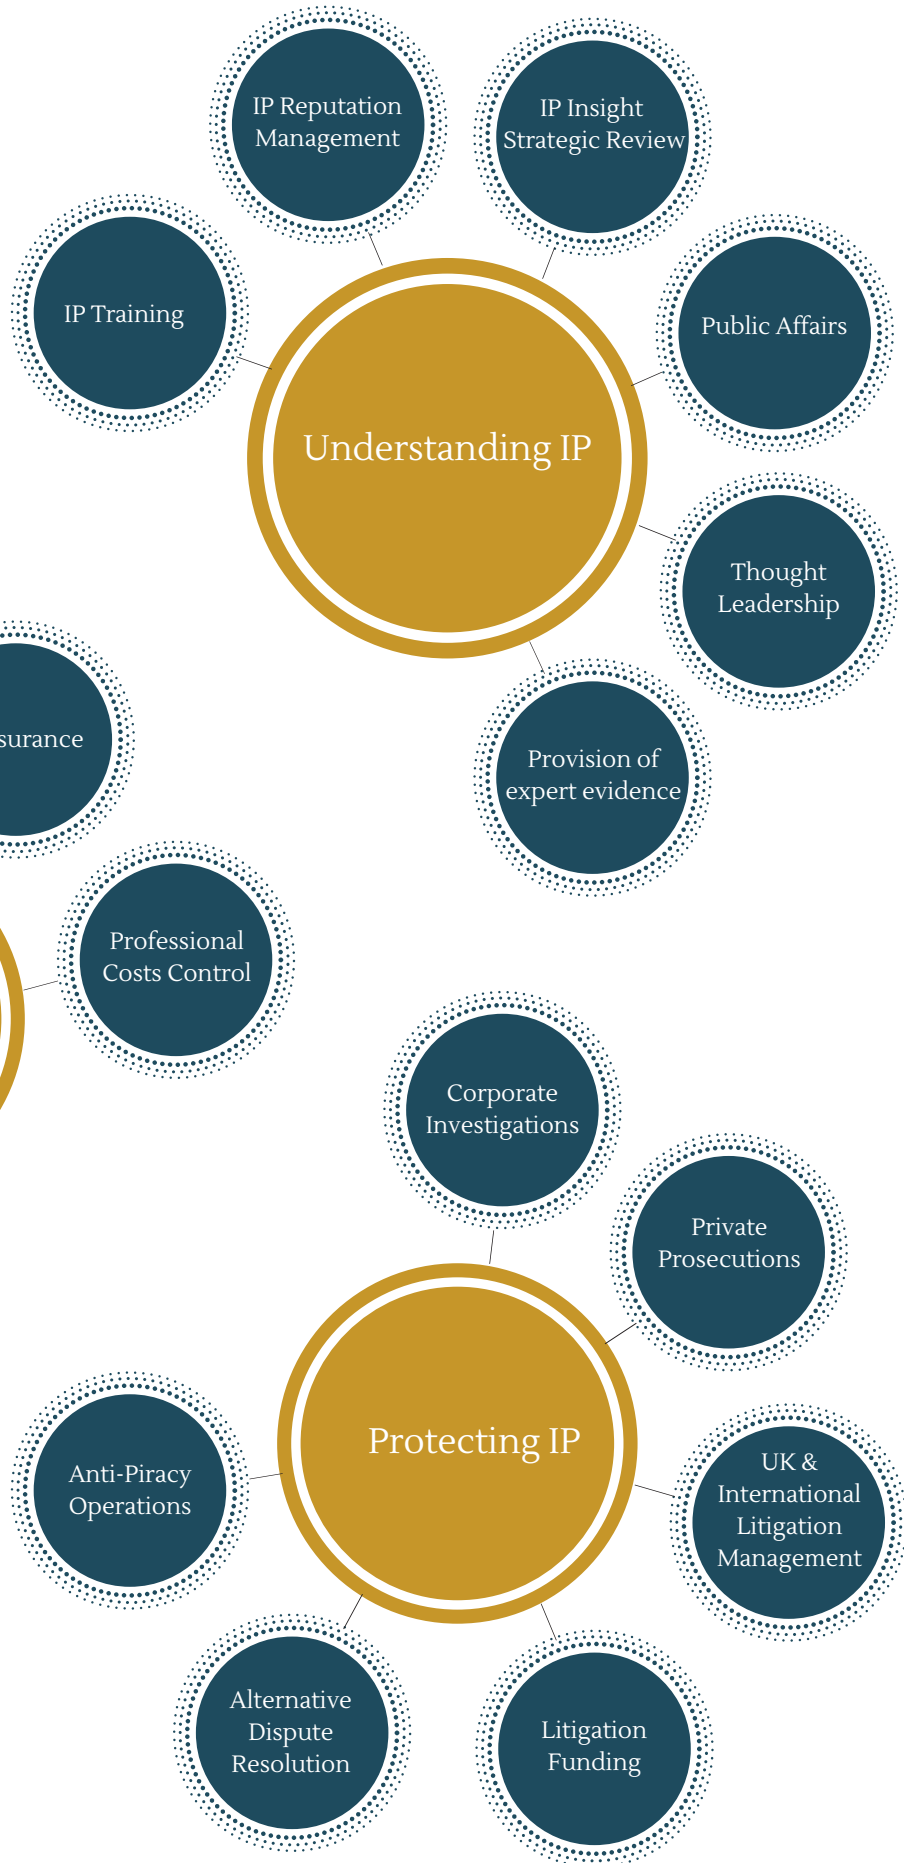 IP Reputation
Management
IP Insight
Strategic Review
IP Training
Public Affairs
Understanding IP
Thought
Leadership
Provision of
expert evidence
Professional
Costs Control
Corporate
Investigations
Private
Prosecutions
Protecting IP
Anti-Piracy
Operations
UK &
International
Litigation
Management
Alternative
Dispute
Resolution
Litigation
Funding